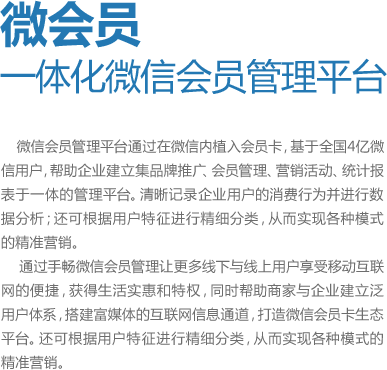 微会员
一体化微信会员管理平台
微信会员管理平台通过在微信内植入会员卡，基于全国4亿微
信用户，帮助企业建立集品牌推广、会员管理、营销活动、统计报
表于一体的管理平台。清晰记录企业用户的消费行为并进行数
据分析；还可根据用户特征进行精细分类，从而实现各种模式
的精准营销。
通过手畅微信会员管理让更多线下与线上用户享受移动互联
网的便捷，获得生活实惠和特权，同时帮助商家与企业建立泛
用户体系，搭建富媒体的互联网信息通道，打造微信会员卡生态
平台。还可根据用户特征进行精细分类，从而实现各种模式的
精准营销。